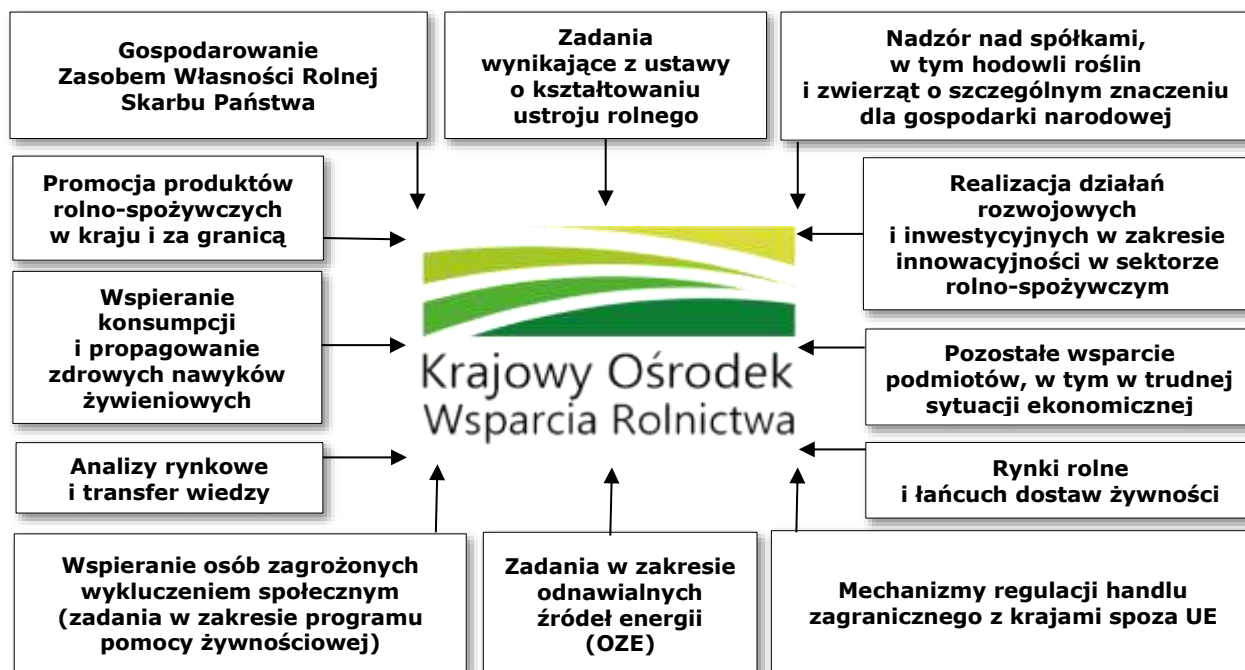 Gospodarowanie
Zasobem Własności Rolnej
Skarbu Państwa
Zadania
wynikające z ustawy
o kształtowaniu
ustroju rolnego
Nadzór nad spółkami,
w tym hodowli roślin
i zwierząt o szczególnym znaczeniu
dla gospodarki narodowej
Promocja produktów
rolno-spożywczych
w kraju i za granicą
Realizacja działań
rozwojowych
i inwestycyjnych w zakresie
innowacyjności w sektorze
rolno-spożywczym
Wspieranie
konsumpcji
i propagowanie
zdrowych nawyków
żywieniowych
Krajowy Ośrodek
Wsparcia Rolnictwa
Pozostałe wsparcie
podmiotów, w tym w trudnej
sytuacji ekonomicznej
Analizy rynkowe
i transfer wiedzy
Rynki rolne
i łańcuch dostaw żywności
Wspieranie osób zagrożonych
wykluczeniem społecznym
(zadania w zakresie programu
pomocy żywnościowej)
Zadania w zakresie
odnawialnych
źródeł energii
(OZE)
Mechanizmy regulacji handlu
zagranicznego z krajami spoza UE